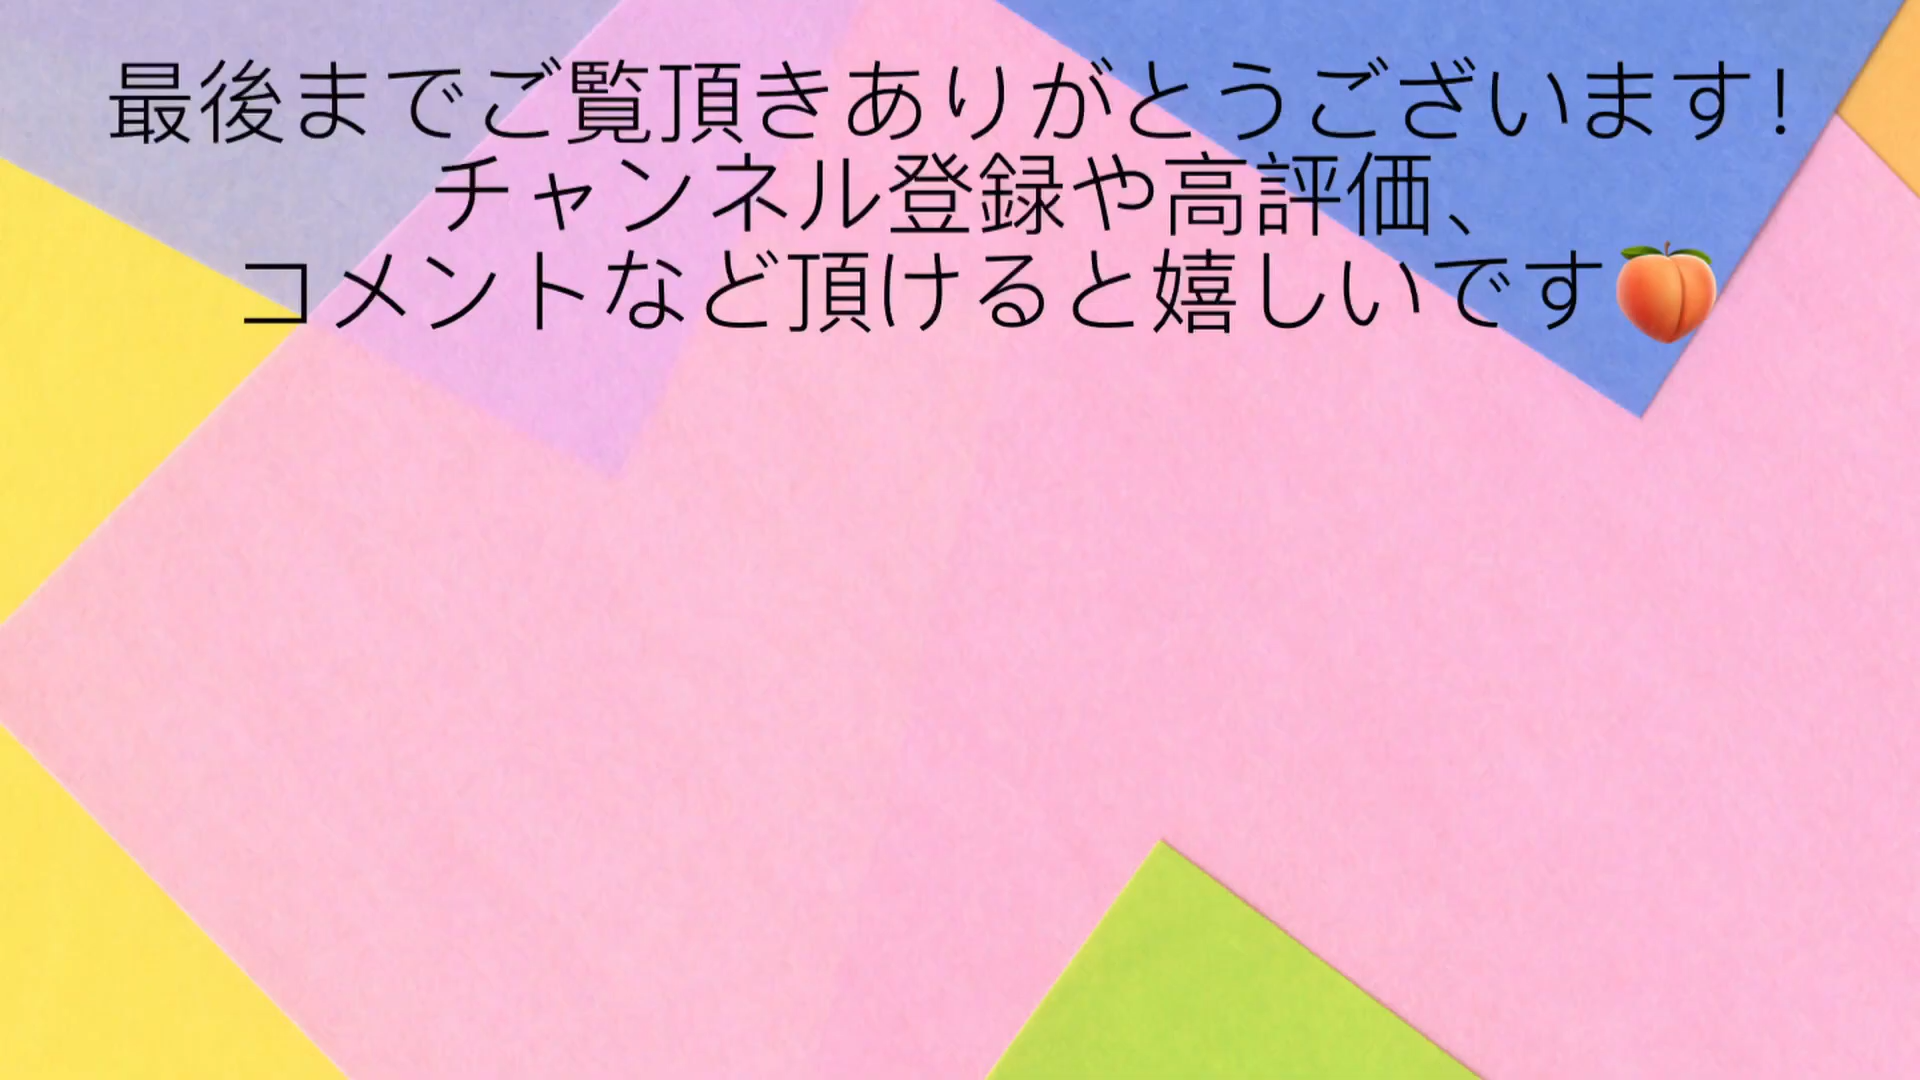 最後までご覧頂きありがとうございます!
チャンネル登録や高評価、
コメントなど頂けると嬉しいです🍑